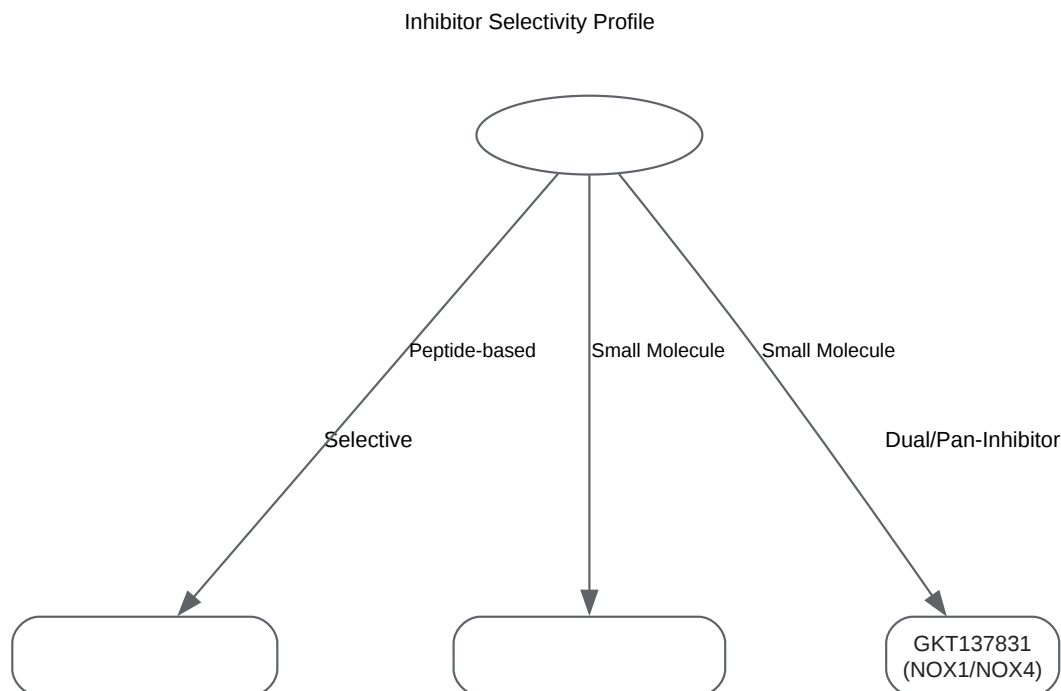 Inhibitor Selectivity Profile
Peptide-based
Small Molecule
Small Molecule
Selective
Dual/Pan-Inhibitor
GKT137831
(NOX1/NOX4)